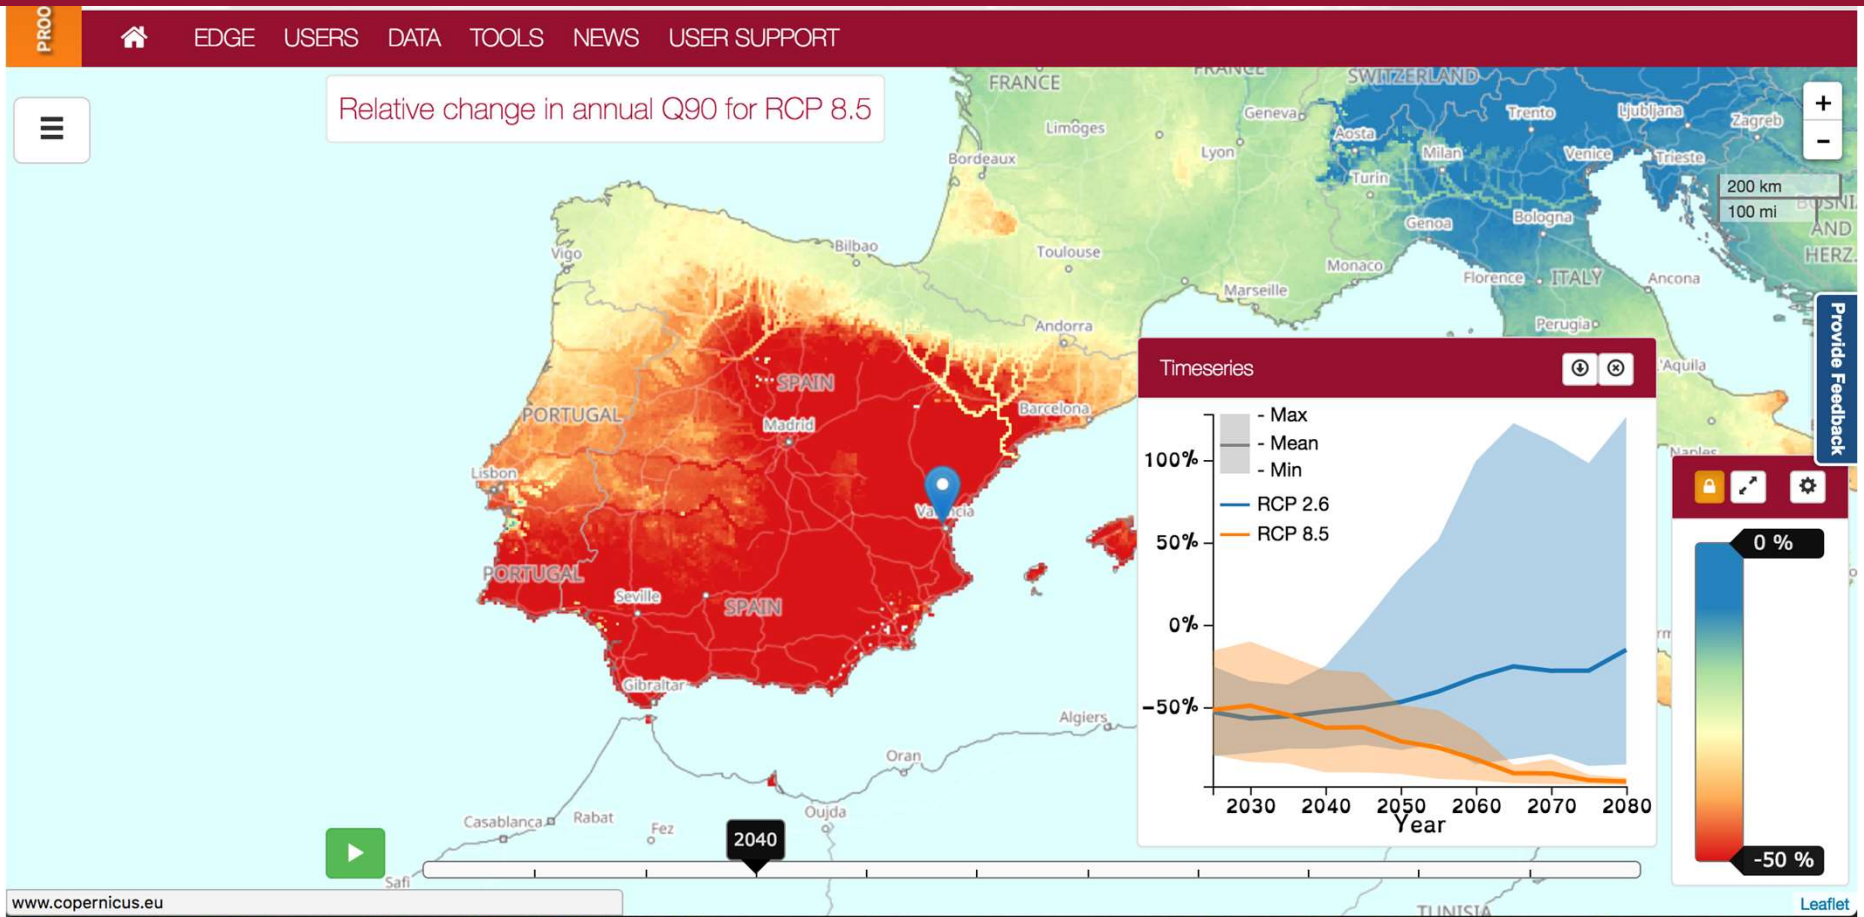 PROO
EDGE USERS DATA TOOLS NEWS USER SUPPORT
Relative change in annual Q90 for RCP 8.5
FRANCE
FRANCE
SWITZERLAND
Limoges
Geneva
Aosta
Trento
Ljubljana
Zagreb
Bordeaux
Lyon
Milan
Venice
Trieste
Turin
+
-
200 km
100 mi
Genoa
Bologna
AND
HERZ.
Vigo
Bilbao
Toulouse
Monaco
Marseille
Florence
ITALY
Ancona
Andorra
Perugia
'Aquila
Provide Feedback
SPAIN
PORTUGAL
Madrid
Barcelona
Naples
Lisbon
PORTUGAL
Seville
SPAIN
Gibraltar
Algiers
Oran
Oujda
Casablanca
Rabat
Fez
Safi
TUNISIA
Timeseries
- Max
- Mean
- Min
RCP 2.6
RCP 8.5
100%
50%
0%
-50%
2030 2040 2050 2060 2070 2080
Year
0 %
-50 %
2040
www.copernicus.eu
Leaflet